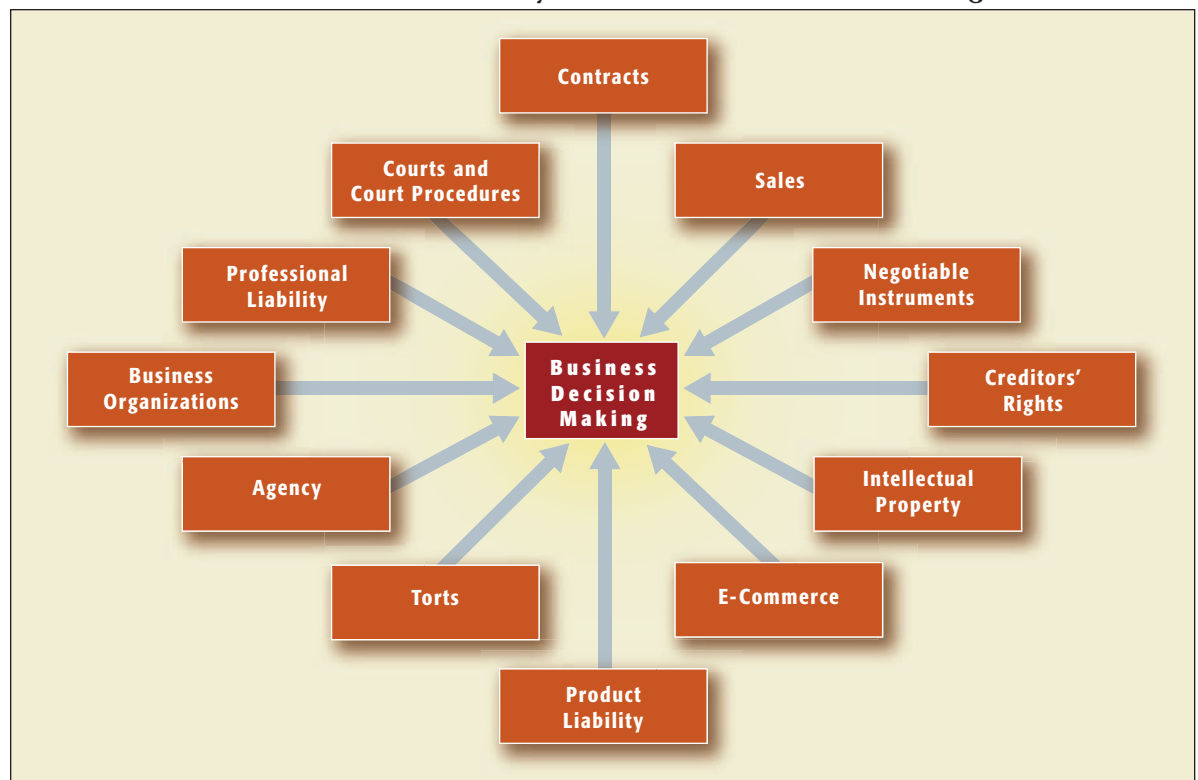 Contracts
Courts and
Court Procedures
Sales
Professional
Liability
Negotiable
Instruments
Business
Organizations
Business
Decision
Making
Creditors’
Rights
Agency
Intellectual
Property
Torts
E-Commerce
Product
Liability